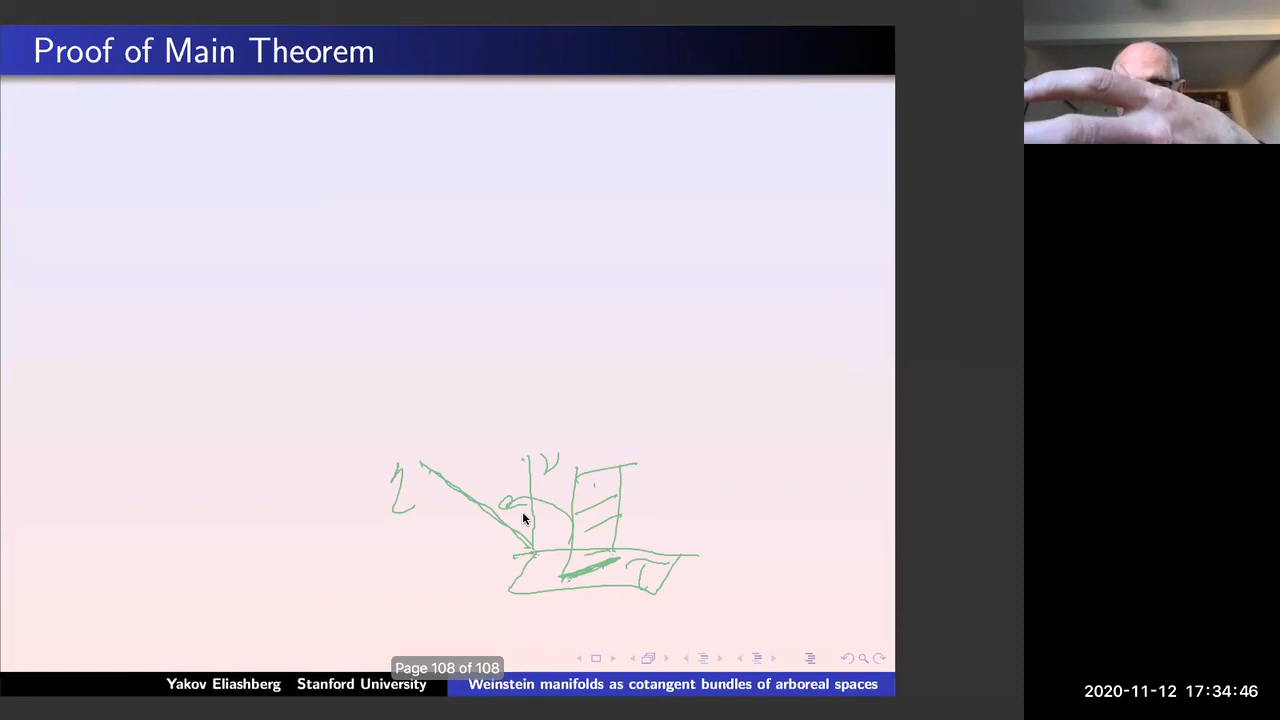 Proof of Main Theorem
L
ν
T
Page 108 of 108
Yakov Eliashberg Stanford University Weinstein manifolds as cotangent bundles of arboreal spaces
2020-11-12 17:34:46